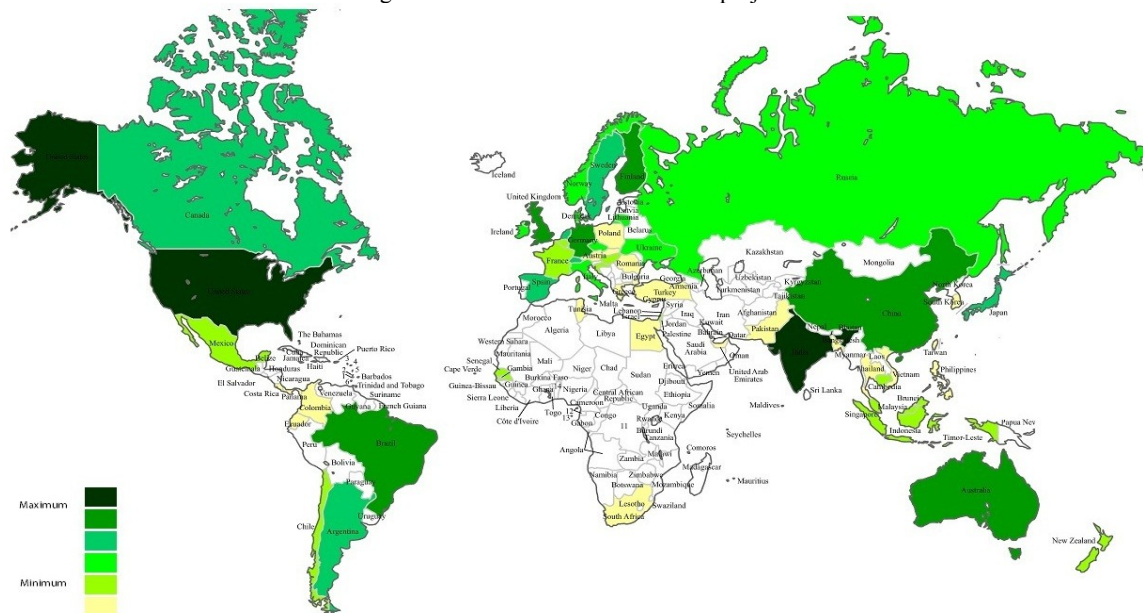 United States
Canada
United States
Mexico
The Bahamas
Cuba
Dominican
Republic
Puerto Rico
Jamaica
Haiti
Belize
Guatemala
Honduras
Barbados
El Salvador
Nicaragua
Trinidad and Tobago
Costa Rica
Panama
Venezuela
Suriname
Guyana
French Guiana
Colombia
Ecuador
Peru
Brazil
Bolivia
Paraguay
Uruguay
Chile
Argentina
Iceland
Norway
Sweden
Finland
Russia
United Kingdom
Estonia
Latvia
Lithuania
Ireland
Belarus
Poland
Germany
Ukraine
France
Austria
Romania
Italy
Bulgaria
Portugal
Spain
Greece
Turkey
Georgia
Armenia
Azerbaijan
Cyprus
Malta
Tunisia
Lebanon
Israel
Syria
Kazakhstan
Mongolia
Uzbekistan
Kyrgyzstan
Turkmenistan
Tajikistan
China
North Korea
South Korea
Japan
Morocco
Algeria
Libya
Egypt
Jordan
Palestine
Iraq
Iran
Kuwait
Bahrain
Qatar
Afghanistan
Pakistan
Nepal
Bhutan
India
Western Sahara
Mauritania
Mali
Niger
Chad
Sudan
Eritrea
Saudi
Arabia
Oman
Yemen
United Arab
Emirates
Myanmar
Laos
Taiwan
Thailand
Vietnam
Philippines
Cambodia
Senegal
Cape Verde
Gambia
Guinea-Bissau
Guinea
Burkina Faso
Sierra Leone
Liberia
Côte d'Ivoire
Ghana
Togo
Nigeria
Cameroon
Central African
Republic
Djibouti
Ethiopia
Somalia
Sri Lanka
Maldives
Brunei
Malaysia
Singapore
Indonesia
Papua Nev
Timor-Leste
12
13
Gabon
Congo
11
Uganda
Kenya
Rwanda
Burundi
Tanzania
Seychelles
Angola
Zambia
Malawi
Comoros
Madagascar
Mauritius
Namibia
Zimbabwe
Botswana
Mozambique
Lesotho
Swaziland
South Africa
Australia
New Zealand
Maximum
Minimum